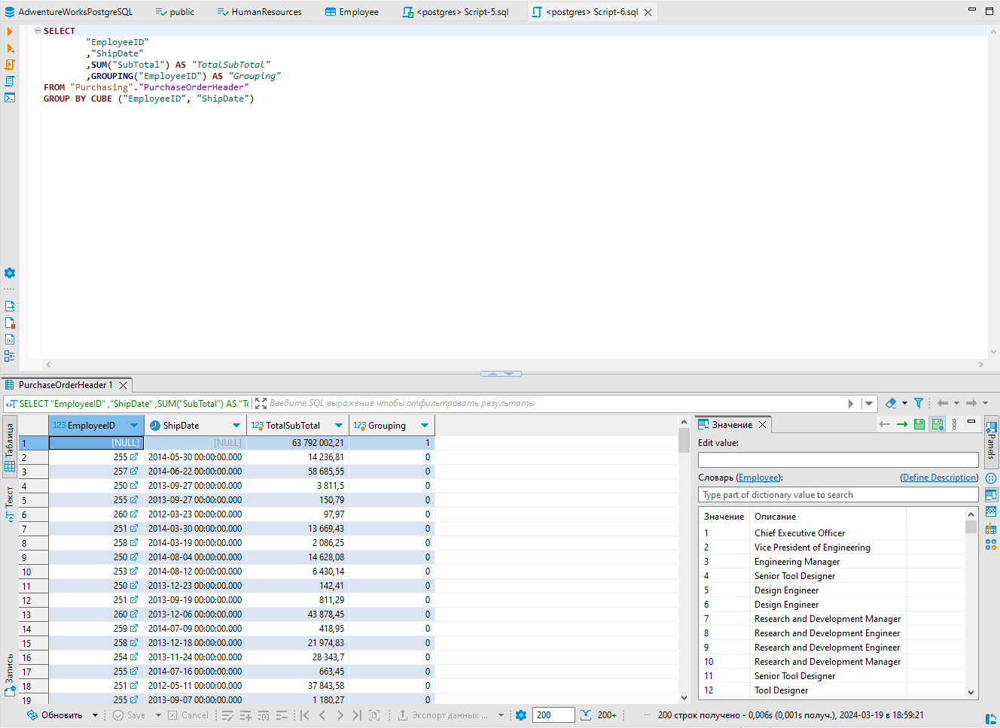 AdwentureWorksPostgreSQL public HumanResources Employee <postgres> Script-5.sql <postgres> Script-6.sql
SELECT
"EmployeeID"
,"ShipDate"
,SUM("SubTotal") AS "TotalSubTotal"
,GROUPING("EmployeeID") AS "Grouping"
FROM "Purchasing"."PurchaseOrderHeader"
GROUP BY CUBE ("EmployeeID", "ShipDate")
PurchaseOrderHeader 1
SELECT "EmployeeID" ,"ShipDate" ,SUM("SubTotal") AS "To Введите SQL выражение чтобы отфильтровать результаты
Таблица
Текст
Запись
123 EmployeeID ShipDate 123 TotalSubTotal 123 Grouping
1 [NULL] [NULL] 63 792 002,21 1
2 255 2014-05-30 00:00:00.000 14 236,81 0
3 257 2014-06-22 00:00:00.000 58 685,55 0
4 250 2013-09-27 00:00:00.000 3 811,5 0
5 255 2013-09-27 00:00:00.000 150,79 0
6 260 2012-03-23 00:00:00.000 97,97 0
7 251 2014-03-30 00:00:00.000 13 669,43 0
8 258 2014-03-19 00:00:00.000 2 086,25 0
9 250 2014-08-04 00:00:00.000 14 628,08 0
10 253 2014-08-12 00:00:00.000 6 430,14 0
11 250 2013-12-23 00:00:00.000 142,41 0
12 251 2013-09-19 00:00:00.000 811,29 0
13 260 2013-12-06 00:00:00.000 43 878,45 0
14 259 2014-07-09 00:00:00.000 418,95 0
15 258 2013-12-18 00:00:00.000 21 974,83 0
16 254 2013-11-24 00:00:00.000 28 343,7 0
17 255 2014-07-16 00:00:00.000 663,45 0
18 251 2012-05-11 00:00:00.000 37 843,58 0
19 255 2013-09-07 00:00:00.000 1 180,27 0
Значение
Edit value:
Словарь (Employee): (Define Description)
Type part of dictionary value to search
Значение Описание
1 Chief Executive Officer
2 Vice President of Engineering
3 Engineering Manager
4 Senior Tool Designer
5 Design Engineer
6 Design Engineer
7 Research and Development Manager
8 Research and Development Engineer
9 Research and Development Engineer
10 Research and Development Manager
11 Senior Tool Designer
12 Tool Designer
Panels
Обновить Save Cancel Экспорт данных ... 200 200+ ... 200 строк получено - 0,006s (0,001s получ.), 2024-03-19 в 18:59:21